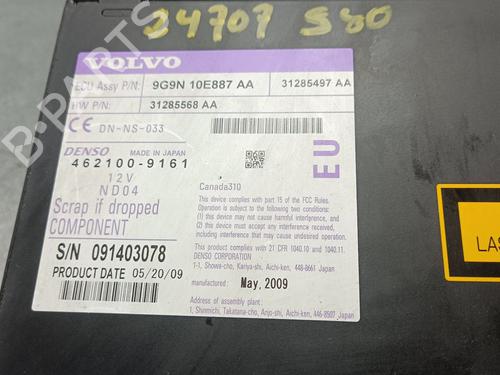 24707 S80
VOLVO
ECU Assy P/N: 9G9N 10E887 AA 31285497 AA
HW P/N: 31285568 AA
CE DN-NS-033
DENSO MADE IN JAPAN
462100-9161
12V
ND04
Scrap if dropped
COMPONENT
S/N 091403078
PRODUCT DATE 05/20/09
EU
Canada310
This device complies with part 15 of the FCC Rules.
Operation is subject to the following two conditions:
(1) this device may not cause harmful interference, and
(2) this device must accept any interference
received, including interference that may cause
undesired operation.
Complies with 21 CFR 1040.10 and 1040.11.
DENSO CORPORATION
1-1, Showa-cho, Kariya-shi, Aichi-ken, 448-8661 Japan
Manufactured:
May, 2009
Address of manufacturing plant:
1, Shinmichi, Takatana-cho, Anjo-shi, Aichi-ken, 446-8507 Japan
LAS
B-PARTS